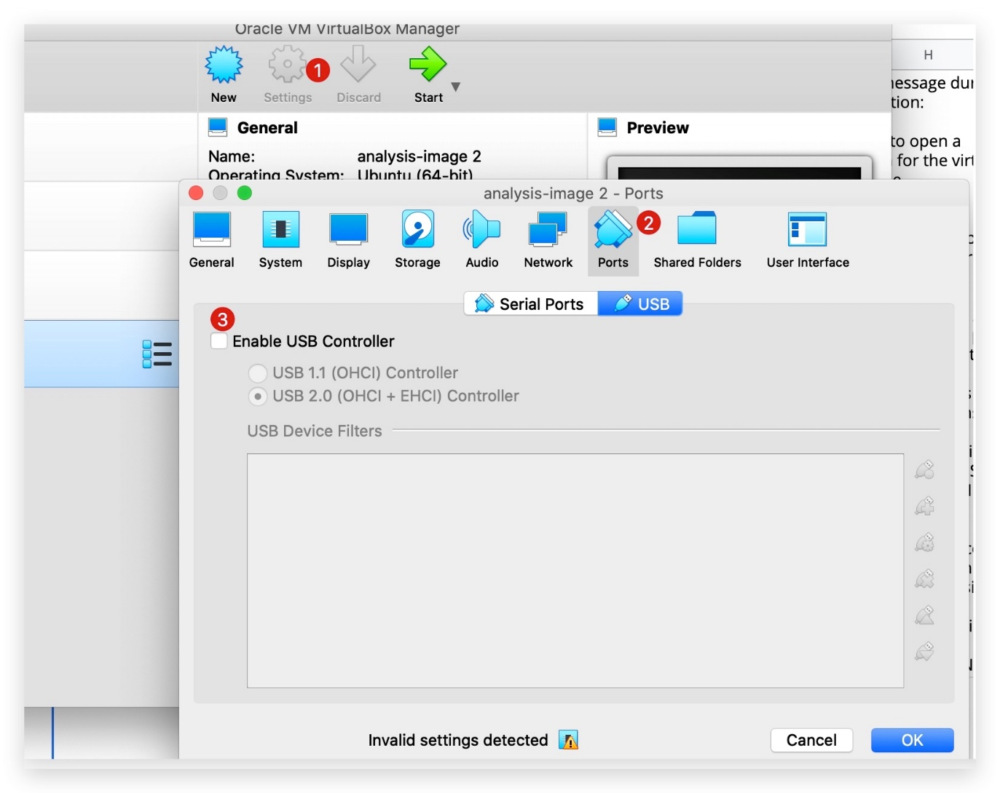 Oracle VM VirtualBox Manager
New
Settings
1
Discard
Start
H
General
Preview
Name: analysis-image 2
Operating System: Ubuntu (64-bit)
tion:
to open a
for the
analysis-image 2 - Ports
General
System
Display
Storage
Audio
Network
Ports
2
Shared Folders
User Interface
Serial Ports
USB
3
Enable USB Controller
USB 1.1 (OHCI) Controller
USB 2.0 (OHCI + EHCI) Controller
USB Device Filters
Invalid settings detected
Cancel
OK